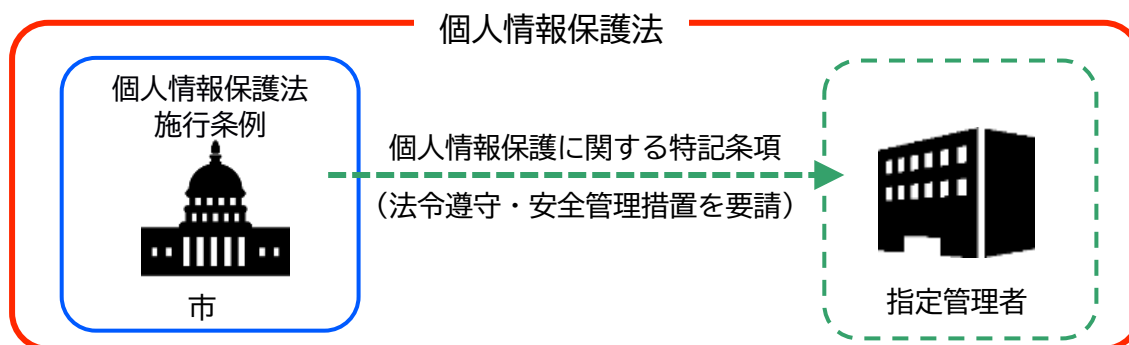 個人情報保護法
個人情報保護法
施行条例
個人情報保護に関する特記条項
（法令遵守・安全管理措置を要請）
市
指定管理者